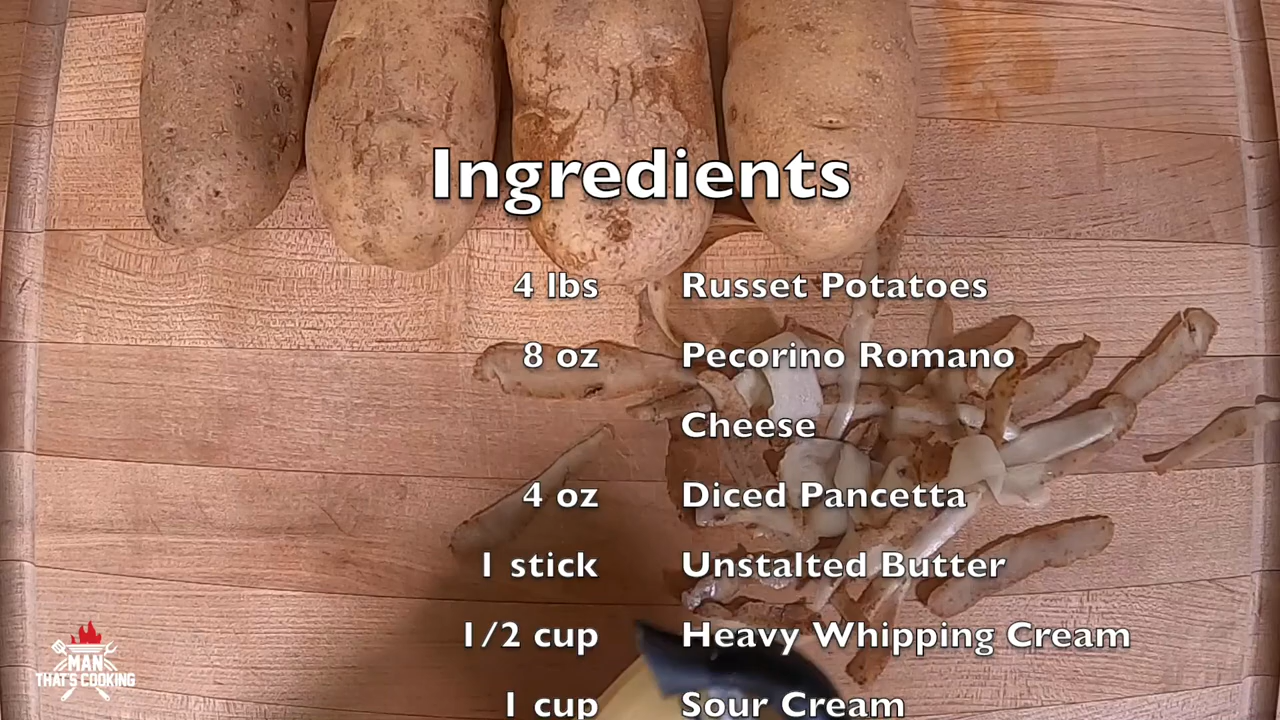 Ingredients
4 lbs Russet Potatoes
8 oz Pecorino Romano
Cheese
4 oz Diced Pancetta
1 stick Unstalted Butter
1/2 cup Heavy Whipping Cream
1 cup Sour Cream
MAN
THAT'S COOKING